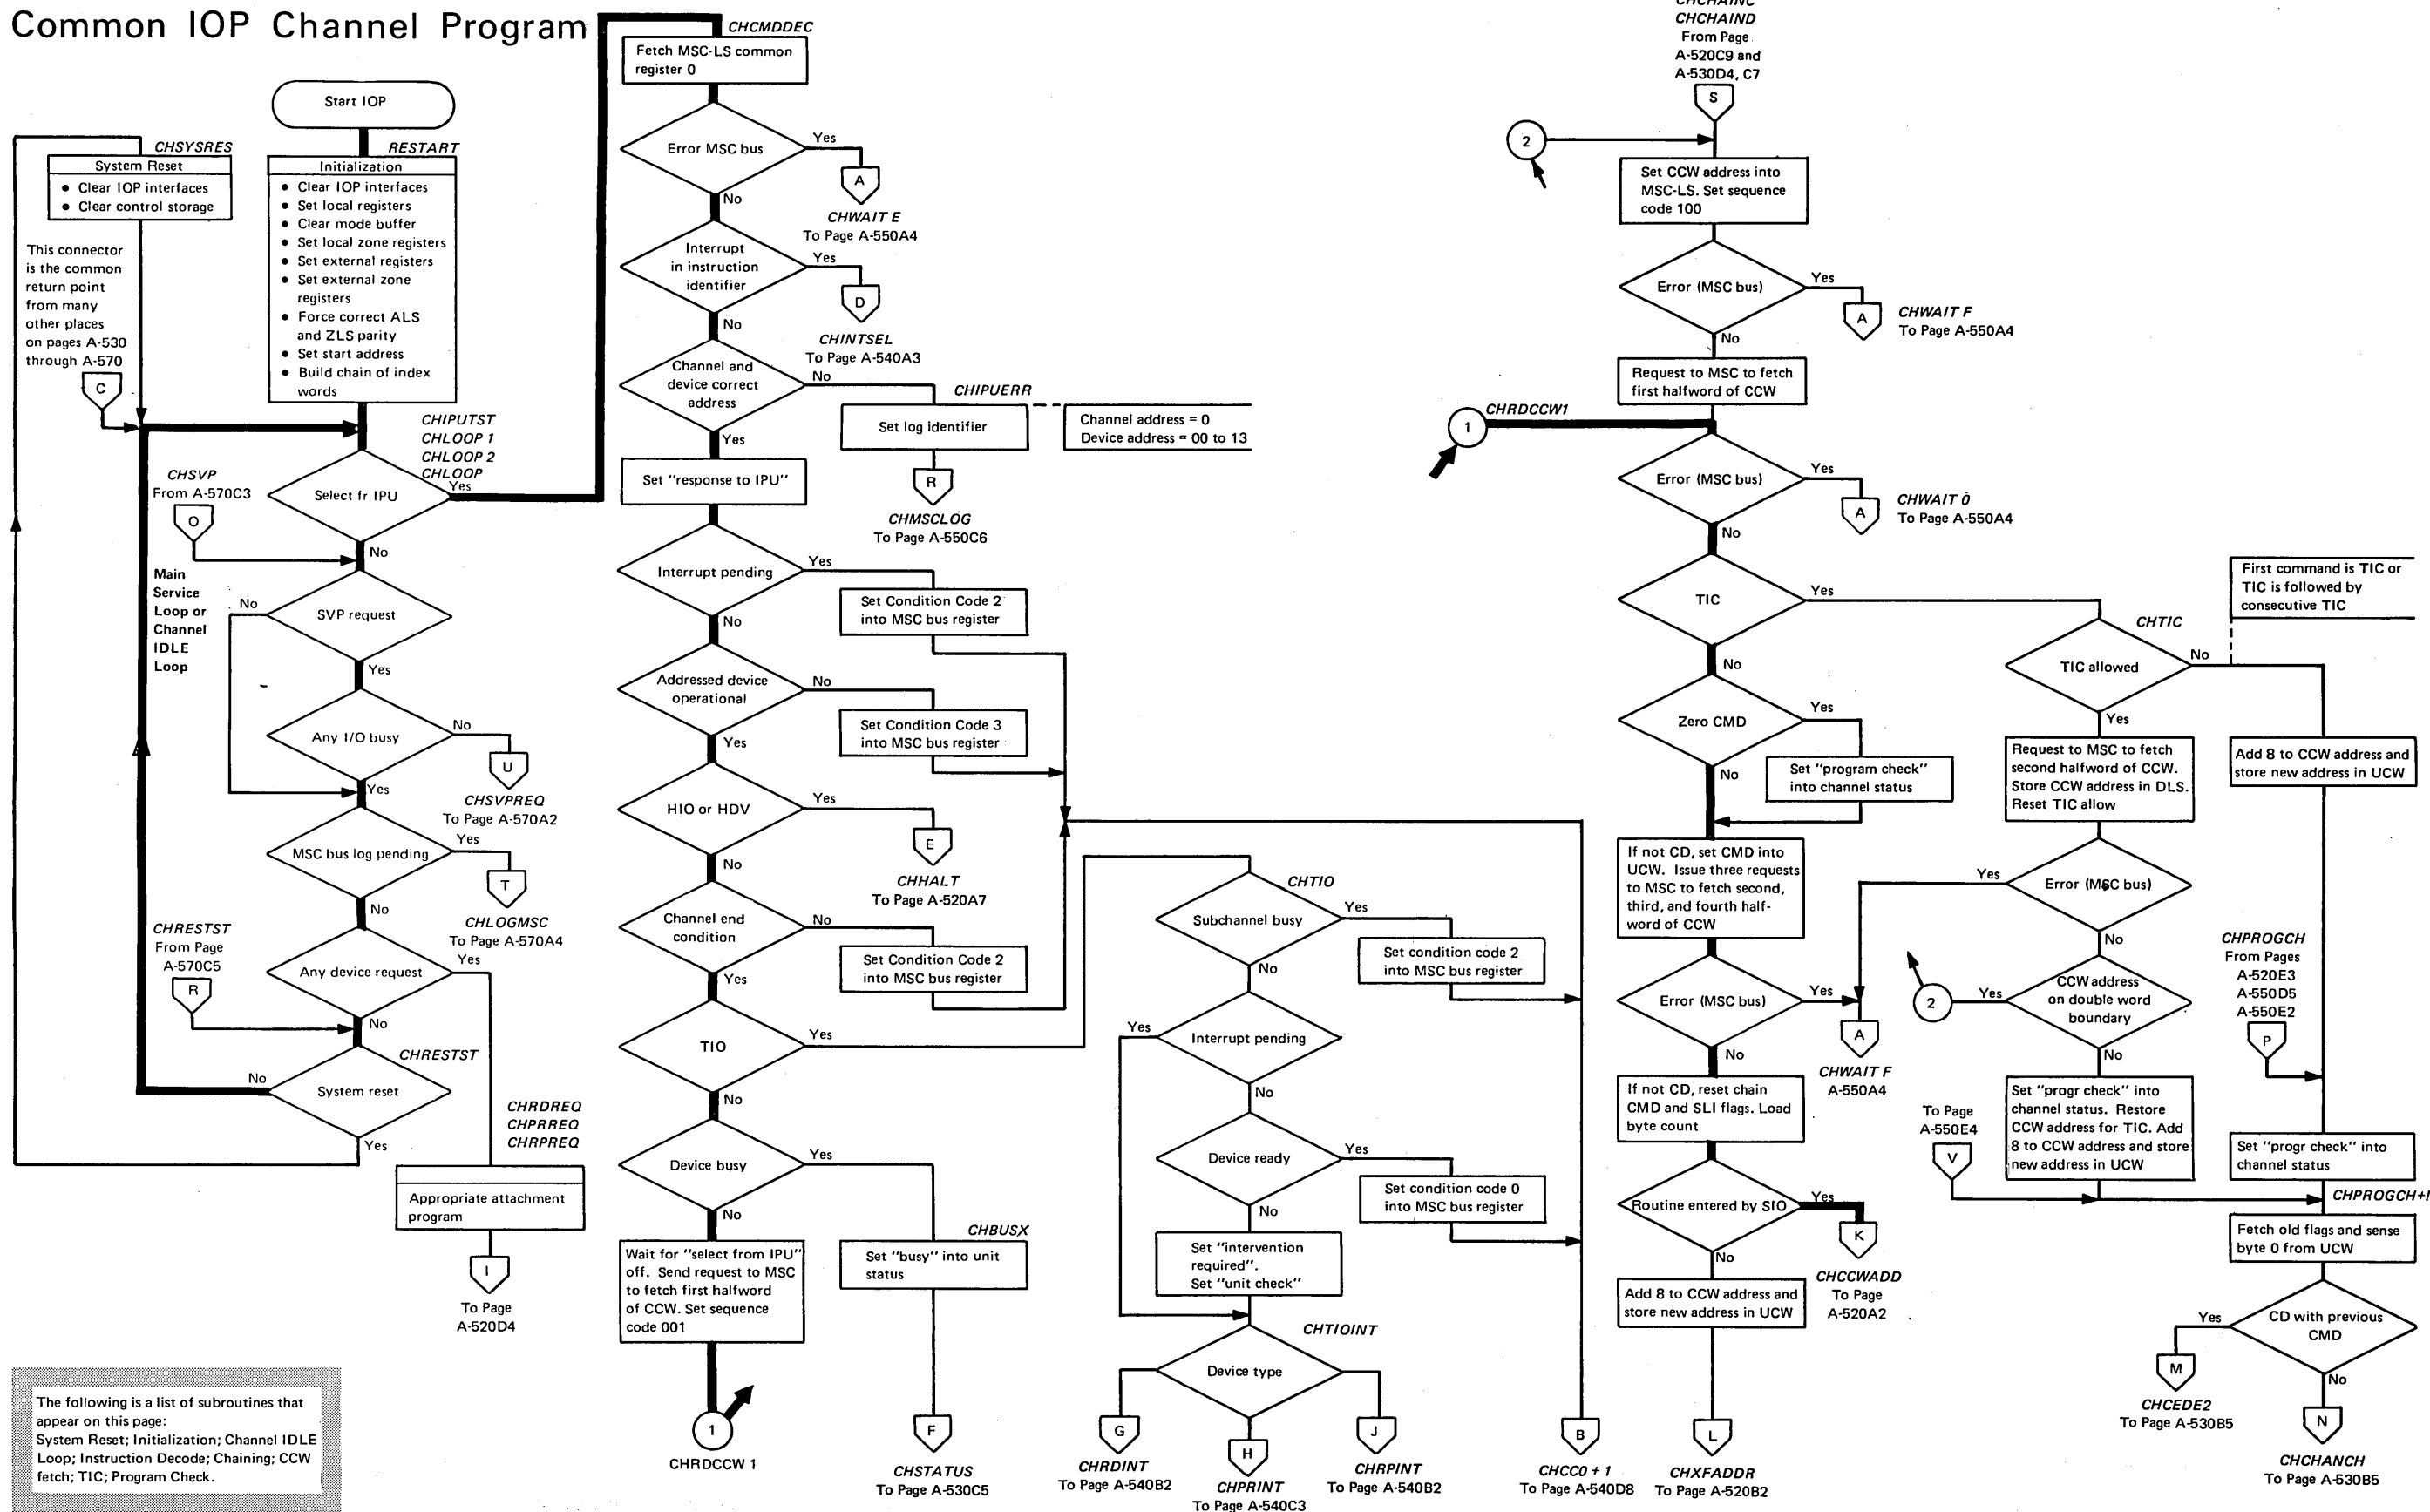 Common IOP Channel Program
Start IOP
CHSYSRES
System Reset
• Clear IOP interfaces
• Clear control storage
RESTART
Initialization
• Clear IOP interfaces
• Set local registers
• Clear mode buffer
• Set local zone registers
• Set external registers
• Set external zone
registers
• Force correct ALS
and ZLS parity
• Set start address
• Build chain of index
words
This connector
is the common
return point
from many
other places
on pages A-530
through A-570
C
CHIPUTST
CHLOOP 1
CHLOOP 2
CHLOOP
Select fr IPU
Yes
No
CHSVP
From A-570C3
O
Main
Service
Loop or
Channel
IDLE
Loop
SVP request
No
Yes
Any I/O busy
No
Yes
U
CHSVPREQ
To Page A-570A2
MSC bus log pending
Yes
No
T
CHLOGMSC
To Page A-570A4
CHRESTST
From Page
A-570C5
R
Any device request
Yes
No
CHRESTST
System reset
No
Yes
CHRDREQ
CHPRREQ
CHRPREQ
Appropriate attachment
program
I
To Page
A-520D4
The following is a list of subroutines that
appear on this page:
System Reset; Initialization; Channel IDLE
Loop; Instruction Decode; Chaining; CCW
fetch; TIC; Program Check.
CHCMDDEC
Fetch MSC-LS common
register 0
Error MSC bus
Yes
No
A
CHWAIT E
To Page A-550A4
Interrupt
in instruction
identifier
Yes
No
D
CHINTSEL
To Page A-540A3
Channel and
device correct
address
No
Yes
CHIPUERR
Set log identifier
Channel address = 0
Device address = 00 to 13
R
CHMSCLOG
To Page A-550C6
Set "response to IPU"
Interrupt pending
Yes
No
Set Condition Code 2
into MSC bus register
Addressed device
operational
No
Yes
Set Condition Code 3
into MSC bus register
HIO or HDV
Yes
No
E
CHHALT
To Page A-520A7
Channel end
condition
No
Yes
Set Condition Code 2
into MSC bus register
TIO
Yes
No
Device busy
Yes
No
CHBUSX
Set "busy" into unit
status
F
CHSTATUS
To Page A-530C5
Wait for "select from IPU"
off. Send request to MSC
to fetch first halfword
of CCW. Set sequence
code 001
1
CHRDCCW 1
CHTIO
Subchannel busy
Yes
No
Set condition code 2
into MSC bus register
Interrupt pending
Yes
No
Device ready
Yes
No
Set condition code 0
into MSC bus register
Set "intervention
required".
Set "unit check"
CHTIOINT
Device type
G
CHRDINT
To Page A-540B2
H
CHPRINT
To Page A-540C3
J
CHRPINT
To Page A-540B2
B
CHCC0 + 1
To Page A-540D8
CHCHAINC
CHCHAIND
From Page
A-520C9 and
A-530D4, C7
S
2
Set CCW address into
MSC-LS. Set sequence
code 100
Error (MSC bus)
Yes
No
A
CHWAIT F
To Page A-550A4
Request to MSC to fetch
first halfword of CCW
1
CHRDCCW1
Error (MSC bus)
Yes
No
A
CHWAIT 0
To Page A-550A4
TIC
Yes
No
Zero CMD
Yes
No
Set "program check"
into channel status
If not CD, set CMD into
UCW. Issue three requests
to MSC to fetch second,
third, and fourth half-
word of CCW
Error (MSC bus)
Yes
No
A
CHWAIT F
A-550A4
If not CD, reset chain
CMD and SLI flags. Load
byte count
Routine entered by SIO
Yes
No
K
CHCCWADD
To Page
A-520A2
Add 8 to CCW address and
store new address in UCW
L
CHXFADDR
To Page A-520B2
First command is TIC or
TIC is followed by
consecutive TIC
CHTIC
TIC allowed
No
Yes
Request to MSC to fetch
second halfword of CCW.
Store CCW address in DLS.
Reset TIC allow
Add 8 to CCW address and
store new address in UCW
Error (MSC bus)
Yes
No
CCW address
on double word
boundary
Yes
2
No
Set "progr check" into
channel status. Restore
CCW address for TIC. Add
8 to CCW address and store
new address in UCW
To Page
A-550E4
V
CHPROGCH
From Pages
A-520E3
A-550D5
A-550E2
P
Set "progr check" into
channel status
CHPROGCH+I
Fetch old flags and sense
byte 0 from UCW
CD with previous
CMD
Yes
No
M
CHCEDE2
To Page A-530B5
N
CHCHANCH
To Page A-530B5